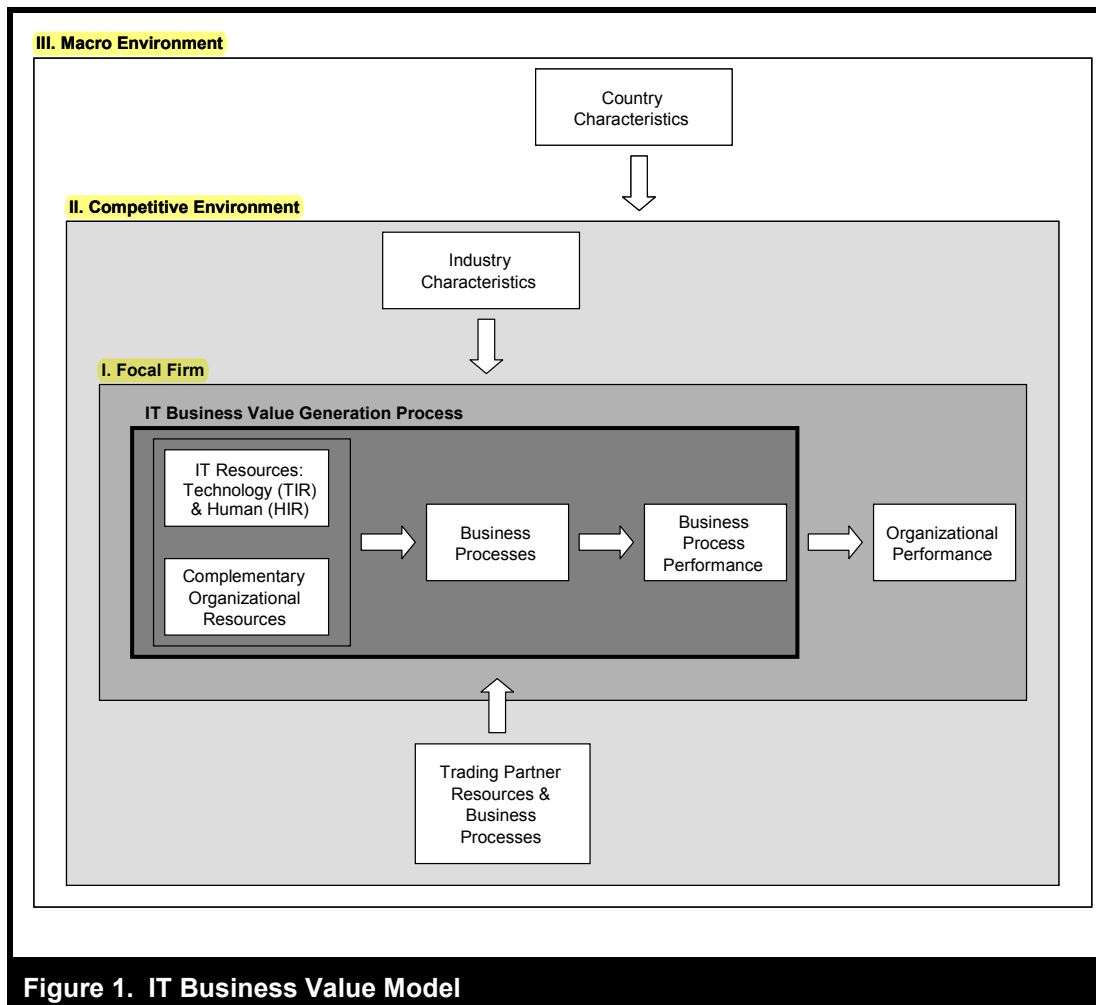 III. Macro Environment
Country
Characteristics
II. Competitive Environment
Industry
Characteristics
I. Focal Firm
IT Business Value Generation Process
IT Resources:
Technology (TIR)
& Human (HIR)
Complementary
Organizational
Resources
Business
Processes
Business
Process
Performance
Organizational
Performance
Trading Partner
Resources &
Business
Processes
Figure 1. IT Business Value Model